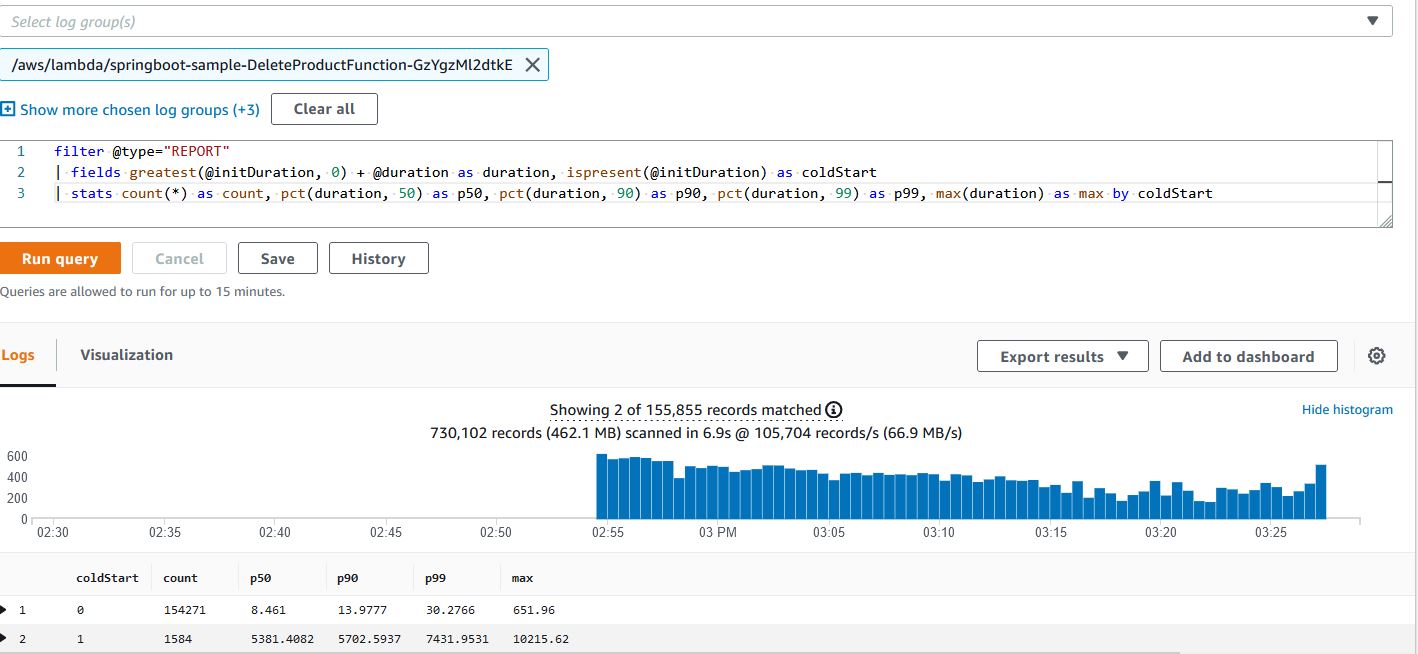 Select log group(s)
/aws/lambda/springboot-sample-DeleteProductFunction-GzYgzMl2dtkE
Show more chosen log groups (+3) Clear all
1 filter @type="REPORT"
2 | fields greatest(@initDuration, 0) + @duration as duration, ispresent(@initDuration) as coldStart
3 | stats count(*) as count, pct(duration, 50) as p50, pct(duration, 90) as p90, pct(duration, 99) as p99, max(duration) as max by coldStart
Run query Cancel Save History
Queries are allowed to run for up to 15 minutes.
Logs Visualization Export results Add to dashboard
Showing 2 of 155,855 records matched
Hide histogram
730,102 records (462.1 MB) scanned in 6.9s @ 105,704 records/s (66.9 MB/s)
600
400
200
0
02:30 02:35 02:40 02:45 02:50 02:55 03 PM 03:05 03:10 03:15 03:20 03:25
coldStart count p50 p90 p99 max
1 0 154271 8.461 13.9777 30.2766 651.96
2 1 1584 5381.4082 5702.5937 7431.9531 10215.62